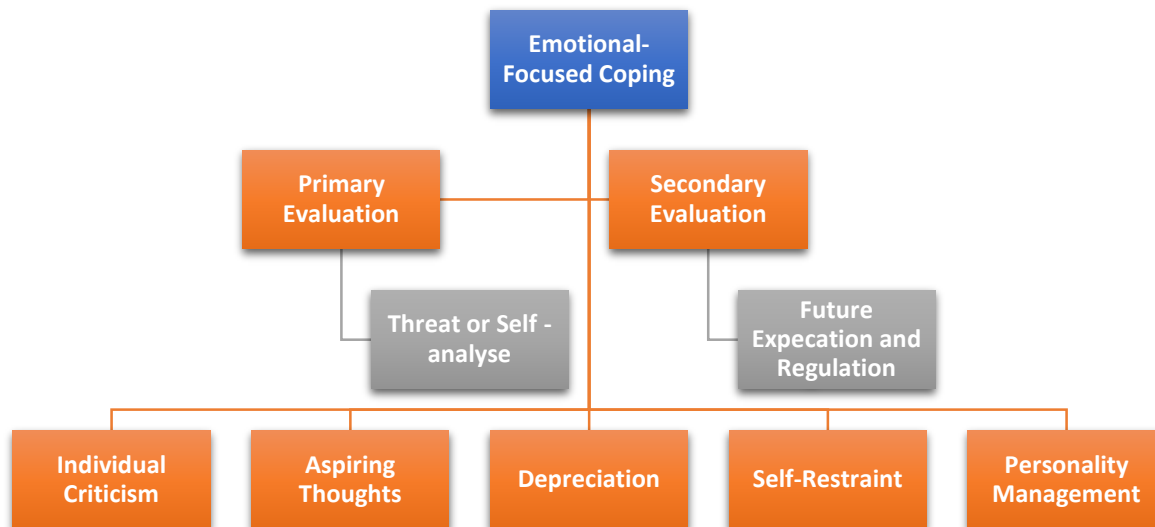 Emotional-
Focused Coping
Primary
Evaluation
Secondary
Evaluation
Threat or Self -
analyse
Future
Expecation and
Regulation
Individual
Criticism
Aspiring
Thoughts
Depreciation
Self-Restraint
Personality
Management